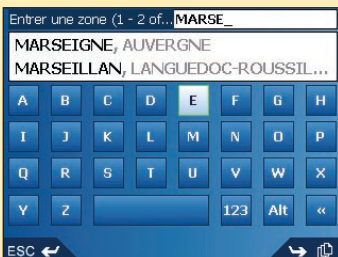 Entrer une zone (1 - 2 of... MARSE_
MARSEIGNE, AUVERGNE
MARSEILLAN, LANGUEDOC-ROUSSIL...
A B C D E F G H
I J K L M N O P
Q R S T U V W X
Y Z 123 Alt «
ESC